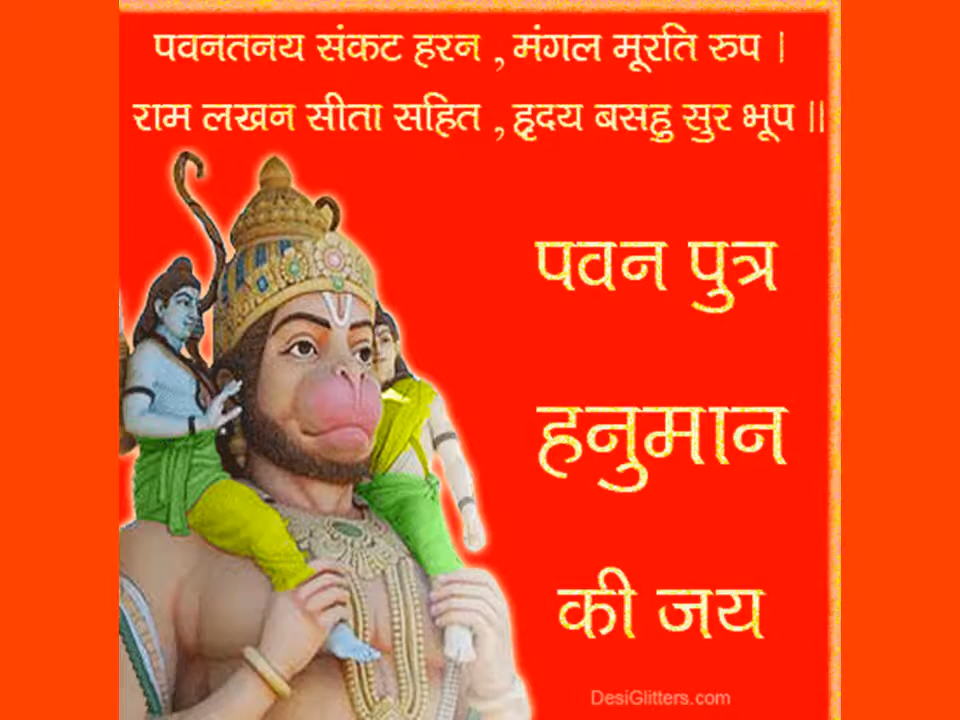 पवनतनय संकट हरन , मंगल मूरति रुप ।
राम लखन सीता सहित , हृदय बसहु सुर भूप ॥
पवन पुत्र
हनुमान
की जय
DesiGlitters.com